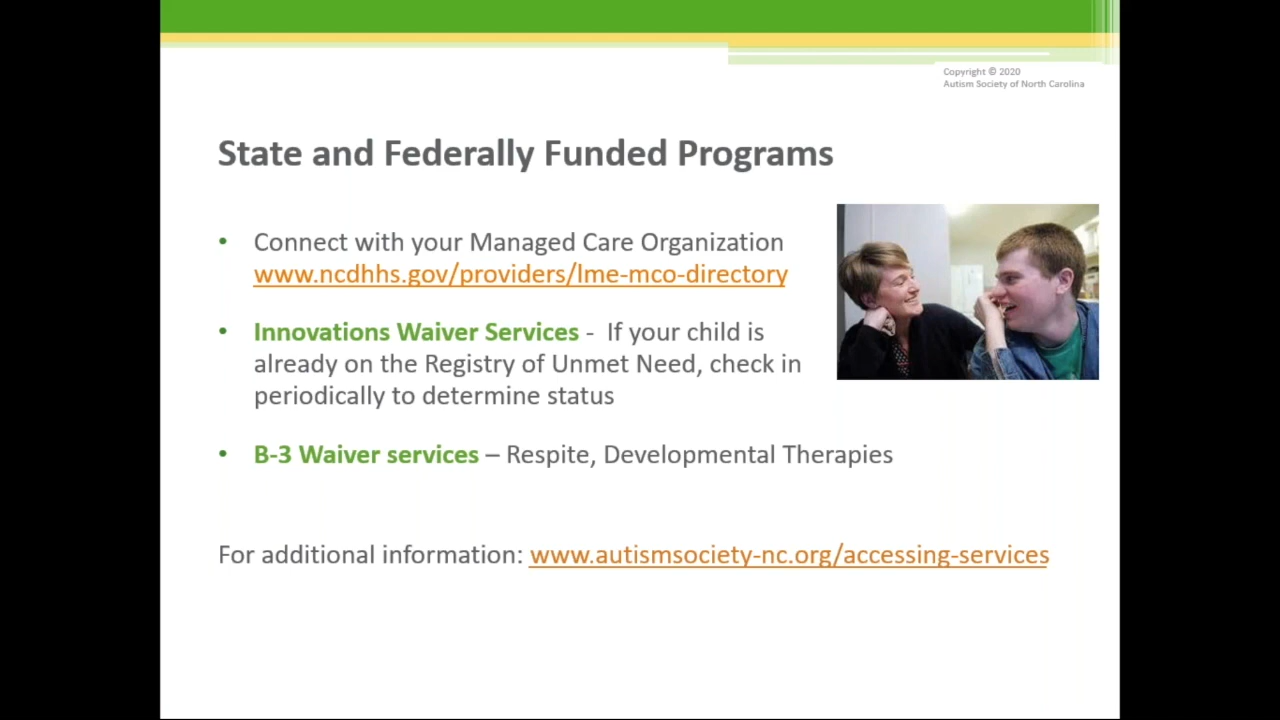 Copyright © 2020
Autism Society of North Carolina
State and Federally Funded Programs
• Connect with your Managed Care Organization
www.ncdhhs.gov/providers/lme-mco-directory
• Innovations Waiver Services - If your child is
already on the Registry of Unmet Need, check in
periodically to determine status
• B-3 Waiver services – Respite, Developmental Therapies
For additional information: www.autismsociety-nc.org/accessing-services